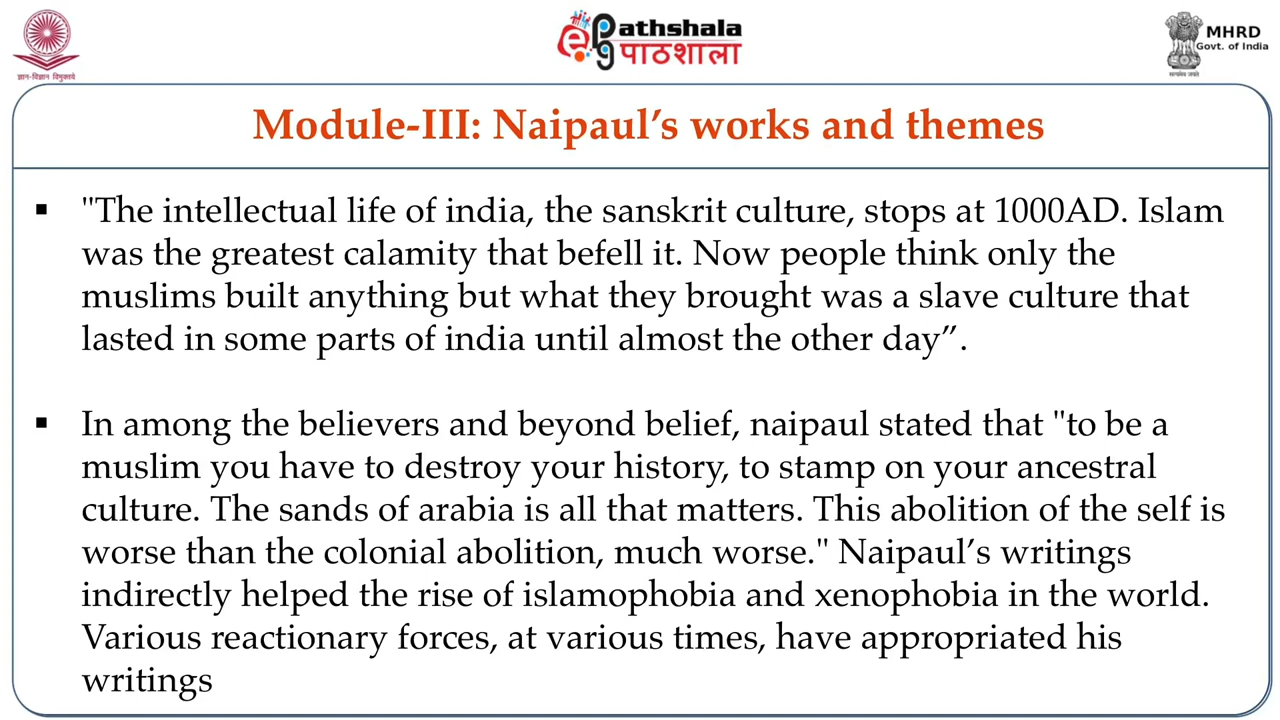 ज्ञान-विज्ञान विमुक्तये
ePG Pathshala
पाठशाला
MHRD
Govt. of India
सत्यमेव जयते
Module-III: Naipaul’s works and themes
▪ "The intellectual life of india, the sanskrit culture, stops at 1000AD. Islam
was the greatest calamity that befell it. Now people think only the
muslims built anything but what they brought was a slave culture that
lasted in some parts of india until almost the other day”.
▪ In among the believers and beyond belief, naipaul stated that "to be a
muslim you have to destroy your history, to stamp on your ancestral
culture. The sands of arabia is all that matters. This abolition of the self is
worse than the colonial abolition, much worse." Naipaul’s writings
indirectly helped the rise of islamophobia and xenophobia in the world.
Various reactionary forces, at various times, have appropriated his
writings